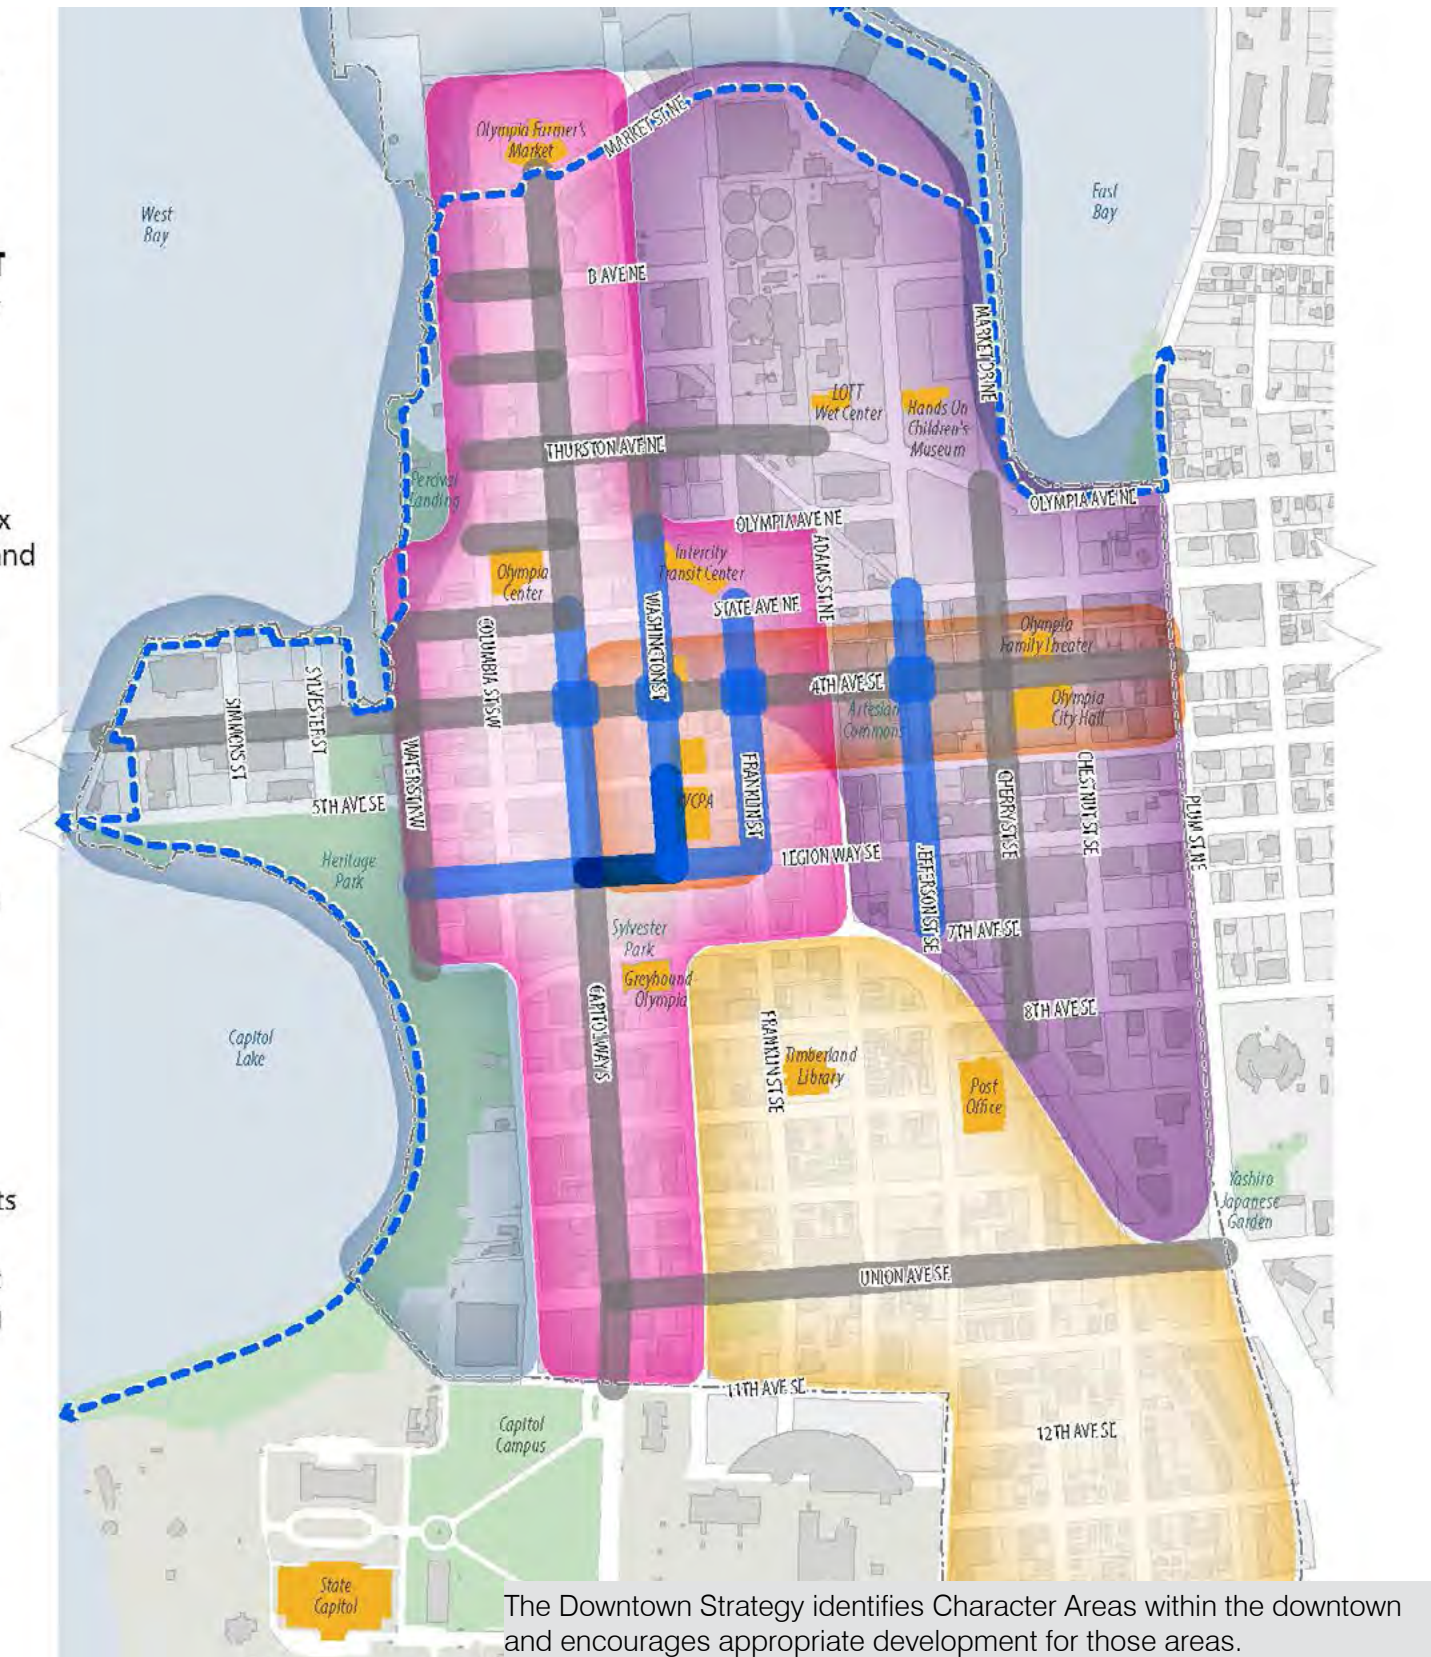 Olympia Farmer's
Market
MARKET ST NE
West
Bay
East
Bay
T
B AVE NE
MARKET DR NE
LOTT
Wet Center
Hands On
Children's
Museum
THURSTON AVE NE
Percival
Landing
OLYMPIA AVE NE
x
OLYMPIA AVE NE
nd
Intercity
Transit Center
ADAMS ST NE
Olympia
Center
STATE AVE NE
WASHINGTON ST
COLUMBIA ST SW
Olympia
Family Theater
SYLVESTER ST
SIMMONS ST
4TH AVE SE
Artesian
Commons
Olympia
City Hall
WATER ST NW
FRANKLIN ST
CHERRY ST SE
CHESTNUT ST SE
PLUM ST NE
5TH AVE SE
WCPA
Heritage
Park
LEGION WAY SE
JEFFERSON ST SE
Sylvester
Park
7TH AVE SE
Greyhound
Olympia
CAPITOL WAY S
8TH AVE SE
FRANKLIN ST SE
Capitol
Lake
Timberland
Library
Post
Office
ts
Yashiro
Japanese
Garden
UNION AVE SE
11TH AVE SE
Capitol
Campus
12TH AVE SE
State
Capitol
The Downtown Strategy identifies Character Areas within the downtown
and encourages appropriate development for those areas.